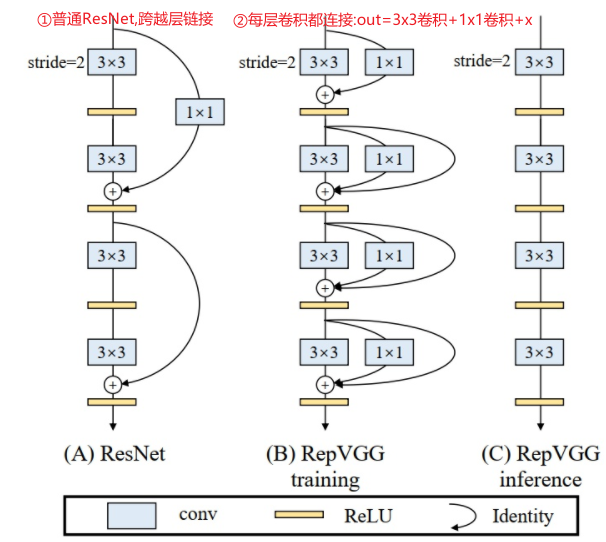 ①普通ResNet,跨越层链接
②每层卷积都连接:out=3x3卷积+1x1卷积+x
stride=2
3×3
1×1
3×3
3×3
3×3
(A) ResNet
stride=2
3×3
1×1
+
3×3
1×1
+
3×3
1×1
+
3×3
1×1
+
(B) RepVGG
training
stride=2
3×3
3×3
3×3
3×3
(C) RepVGG
inference
conv
ReLU
Identity